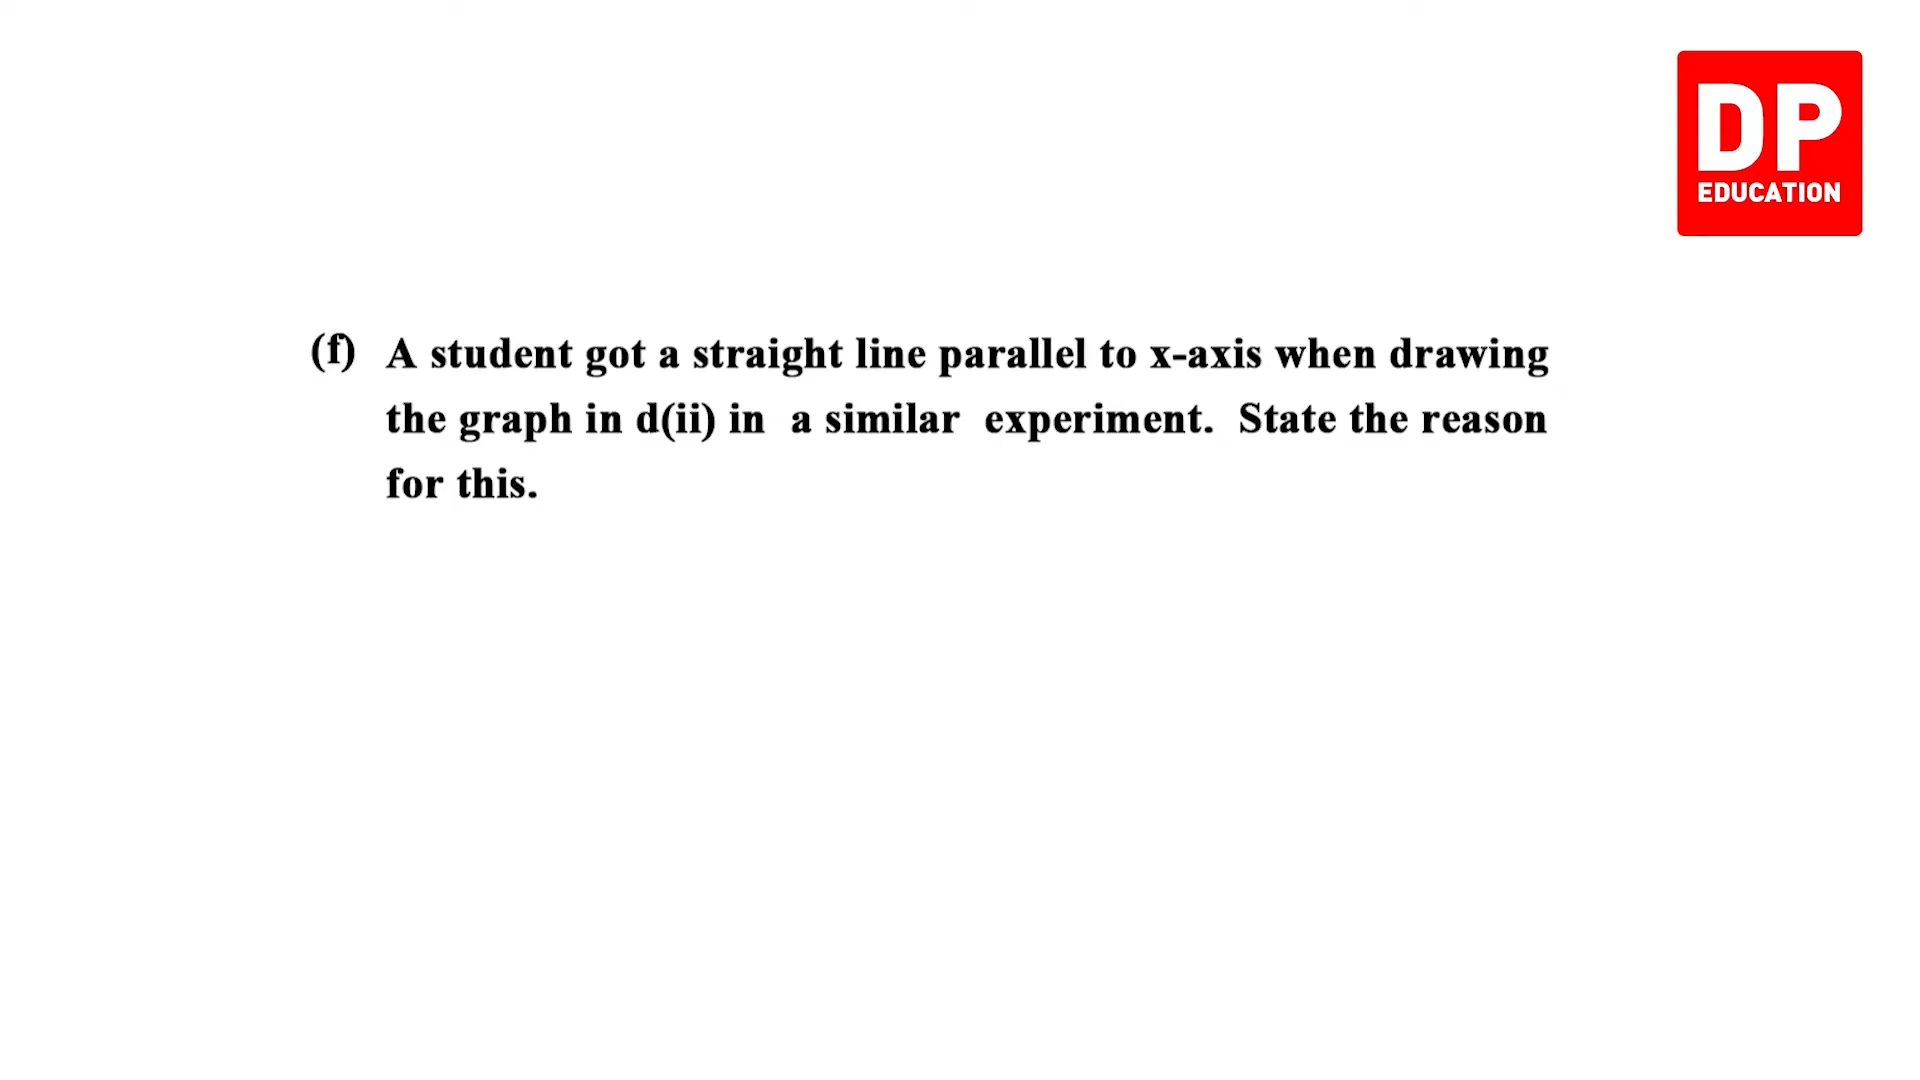 DP
EDUCATION
(f) A student got a straight line parallel to x-axis when drawing
the graph in d(ii) in a similar experiment. State the reason
for this.